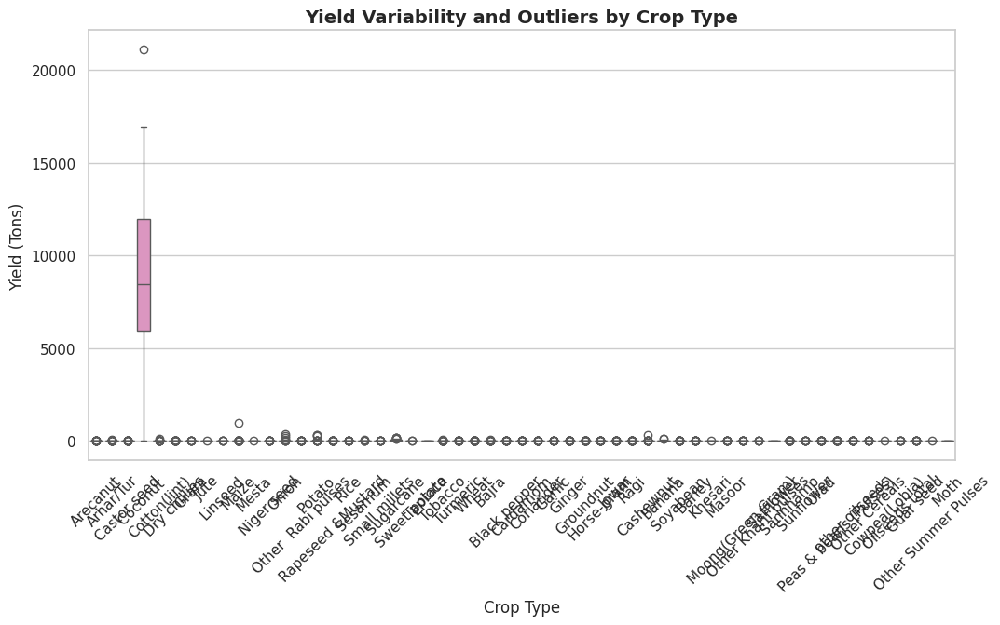 Yield Variability and Outliers by Crop Type
Yield (Tons)
20000
15000
10000
5000
0
Arecanut
Arhar/Tur
Castor seed
Coconut
Cotton(lint)
Dry chillies
Gram
Jute
Linseed
Maize
Mesta
Niger seed
Onion
Other  Rabi pulses
Potato
Rapeseed &Mustard
Rice
Sesamum
Small millets
Sugarcane
Sweet potato
Tapioca
Tobacco
Turmeric
Wheat
Bajra
Black pepper
Cardamom
Coriander
Garlic
Ginger
Groundnut
Horse-gram
Jowar
Ragi
Cashewnut
Banana
Soyabean
Barley
Khesari
Masoor
Moong(Green Gram)
Other Kharif pulses
Safflower
Sannhamp
Sunflower
Urad
Peas & beans (Pulses)
other oilseeds
Other Cereals
Cowpea(Lobia)
Oilseeds total
Guar seed
Other Summer Pulses
Moth
Crop Type